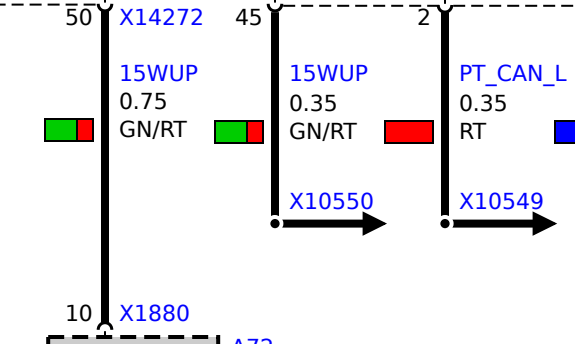 50 X14272 45 2
15WUP 15WUP PT_CAN_L
0.75 0.35 0.35
GN/RT GN/RT RT
X10550 X10549
10 X1880
A72